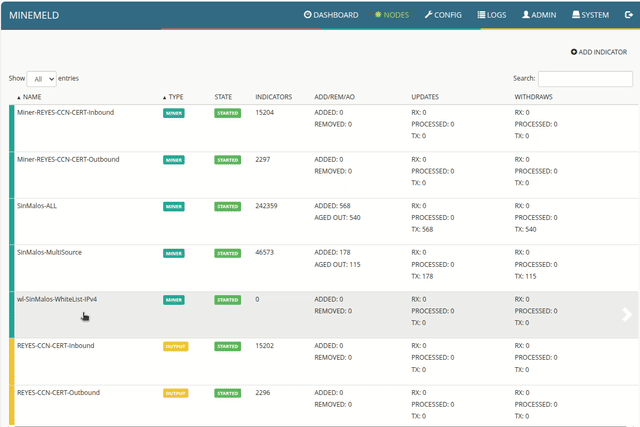 MINEMELD DASHBOARD NODES CONFIG LOGS ADMIN SYSTEM
ADD INDICATOR
Show All entries Search:
NAME TYPE STATE INDICATORS ADD/REM/AO UPDATES WITHDRAWS
Miner-REYES-CCN-CERT-Inbound MINER STARTED 15204 ADDED: 0 RX: 0 RX: 0
REMOVED: 0 PROCESSED: 0 PROCESSED: 0
TX: 0 TX: 0
Miner-REYES-CCN-CERT-Outbound MINER STARTED 2297 ADDED: 0 RX: 0 RX: 0
REMOVED: 0 PROCESSED: 0 PROCESSED: 0
TX: 0 TX: 0
SinMalos-ALL MINER STARTED 242359 ADDED: 568 RX: 0 RX: 0
AGED OUT: 540 PROCESSED: 0 PROCESSED: 0
TX: 568 TX: 540
SinMalos-MultiSource MINER STARTED 46573 ADDED: 178 RX: 0 RX: 0
AGED OUT: 115 PROCESSED: 0 PROCESSED: 0
TX: 178 TX: 115
wl-SinMalos-WhiteList-IPv4 MINER STARTED 0 ADDED: 0 RX: 0 RX: 0
REMOVED: 0 PROCESSED: 0 PROCESSED: 0
TX: 0 TX: 0
REYES-CCN-CERT-Inbound OUTPUT STARTED 15202 ADDED: 0 RX: 0 RX: 0
REMOVED: 0 PROCESSED: 0 PROCESSED: 0
TX: 0 TX: 0
REYES-CCN-CERT-Outbound OUTPUT STARTED 2296 ADDED: 0 RX: 0 RX: 0
REMOVED: 0 PROCESSED: 0 PROCESSED: 0
TX: 0 TX: 0